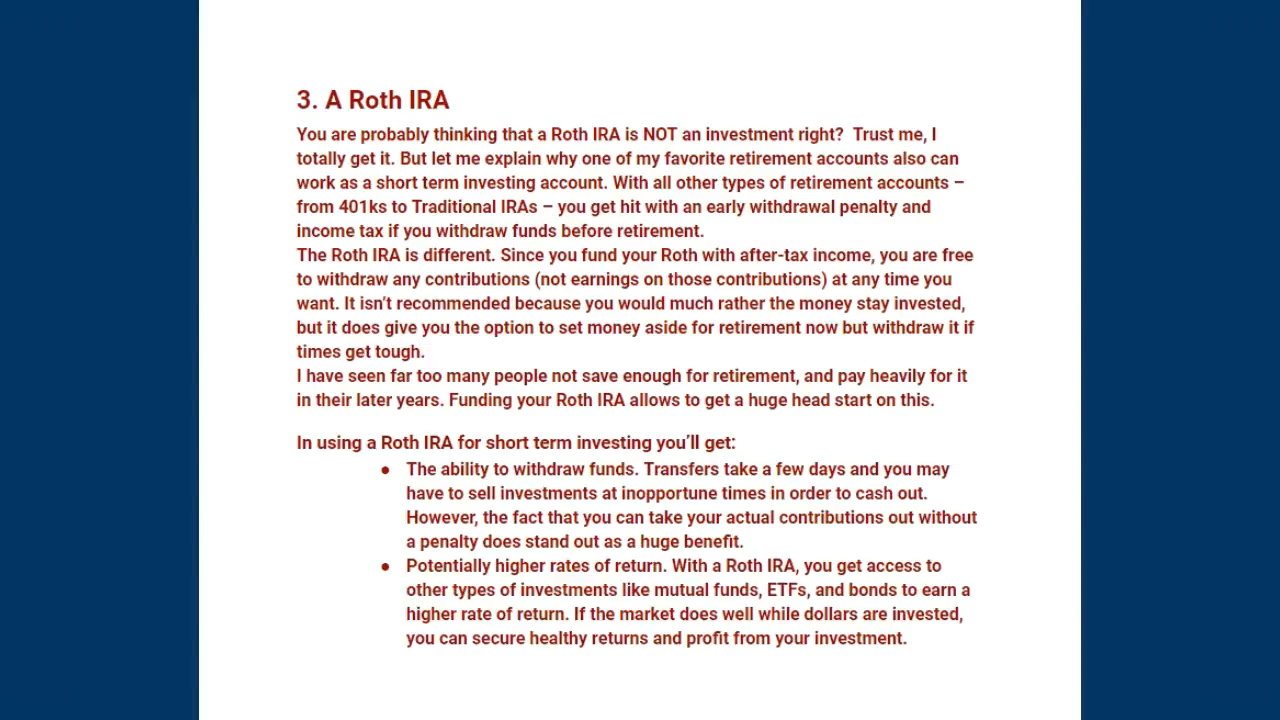 3. A Roth IRA
You are probably thinking that a Roth IRA is NOT an investment right?  Trust me, I
totally get it. But let me explain why one of my favorite retirement accounts also can
work as a short term investing account. With all other types of retirement accounts –
from 401ks to Traditional IRAs – you get hit with an early withdrawal penalty and
income tax if you withdraw funds before retirement.
The Roth IRA is different. Since you fund your Roth with after-tax income, you are free
to withdraw any contributions (not earnings on those contributions) at any time you
want. It isn’t recommended because you would much rather the money stay invested,
but it does give you the option to set money aside for retirement now but withdraw it if
times get tough.
I have seen far too many people not save enough for retirement, and pay heavily for it
in their later years. Funding your Roth IRA allows to get a huge head start on this.
In using a Roth IRA for short term investing you’ll get:
● The ability to withdraw funds. Transfers take a few days and you may
have to sell investments at inopportune times in order to cash out.
However, the fact that you can take your actual contributions out without
a penalty does stand out as a huge benefit.
● Potentially higher rates of return. With a Roth IRA, you get access to
other types of investments like mutual funds, ETFs, and bonds to earn a
higher rate of return. If the market does well while dollars are invested,
you can secure healthy returns and profit from your investment.